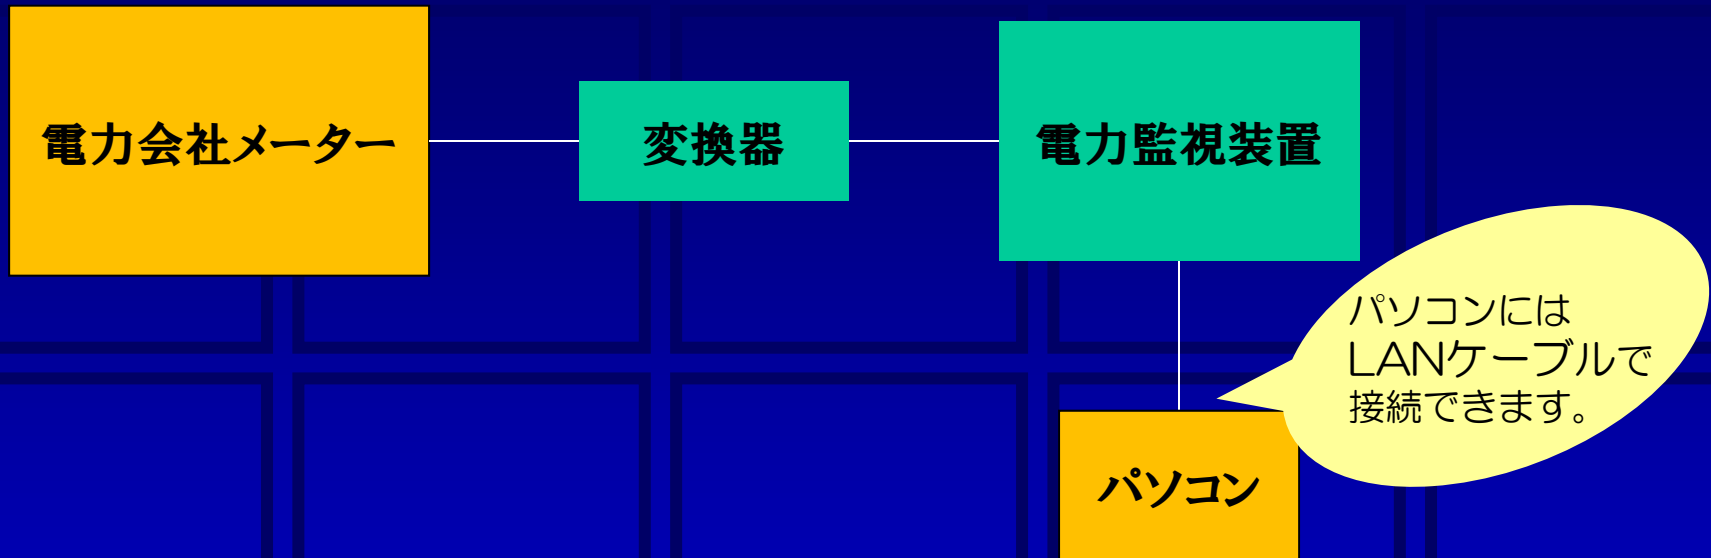 電力会社メーター
変換器
電力監視装置
パソコンには
LANケーブルで
接続できます。
パソコン